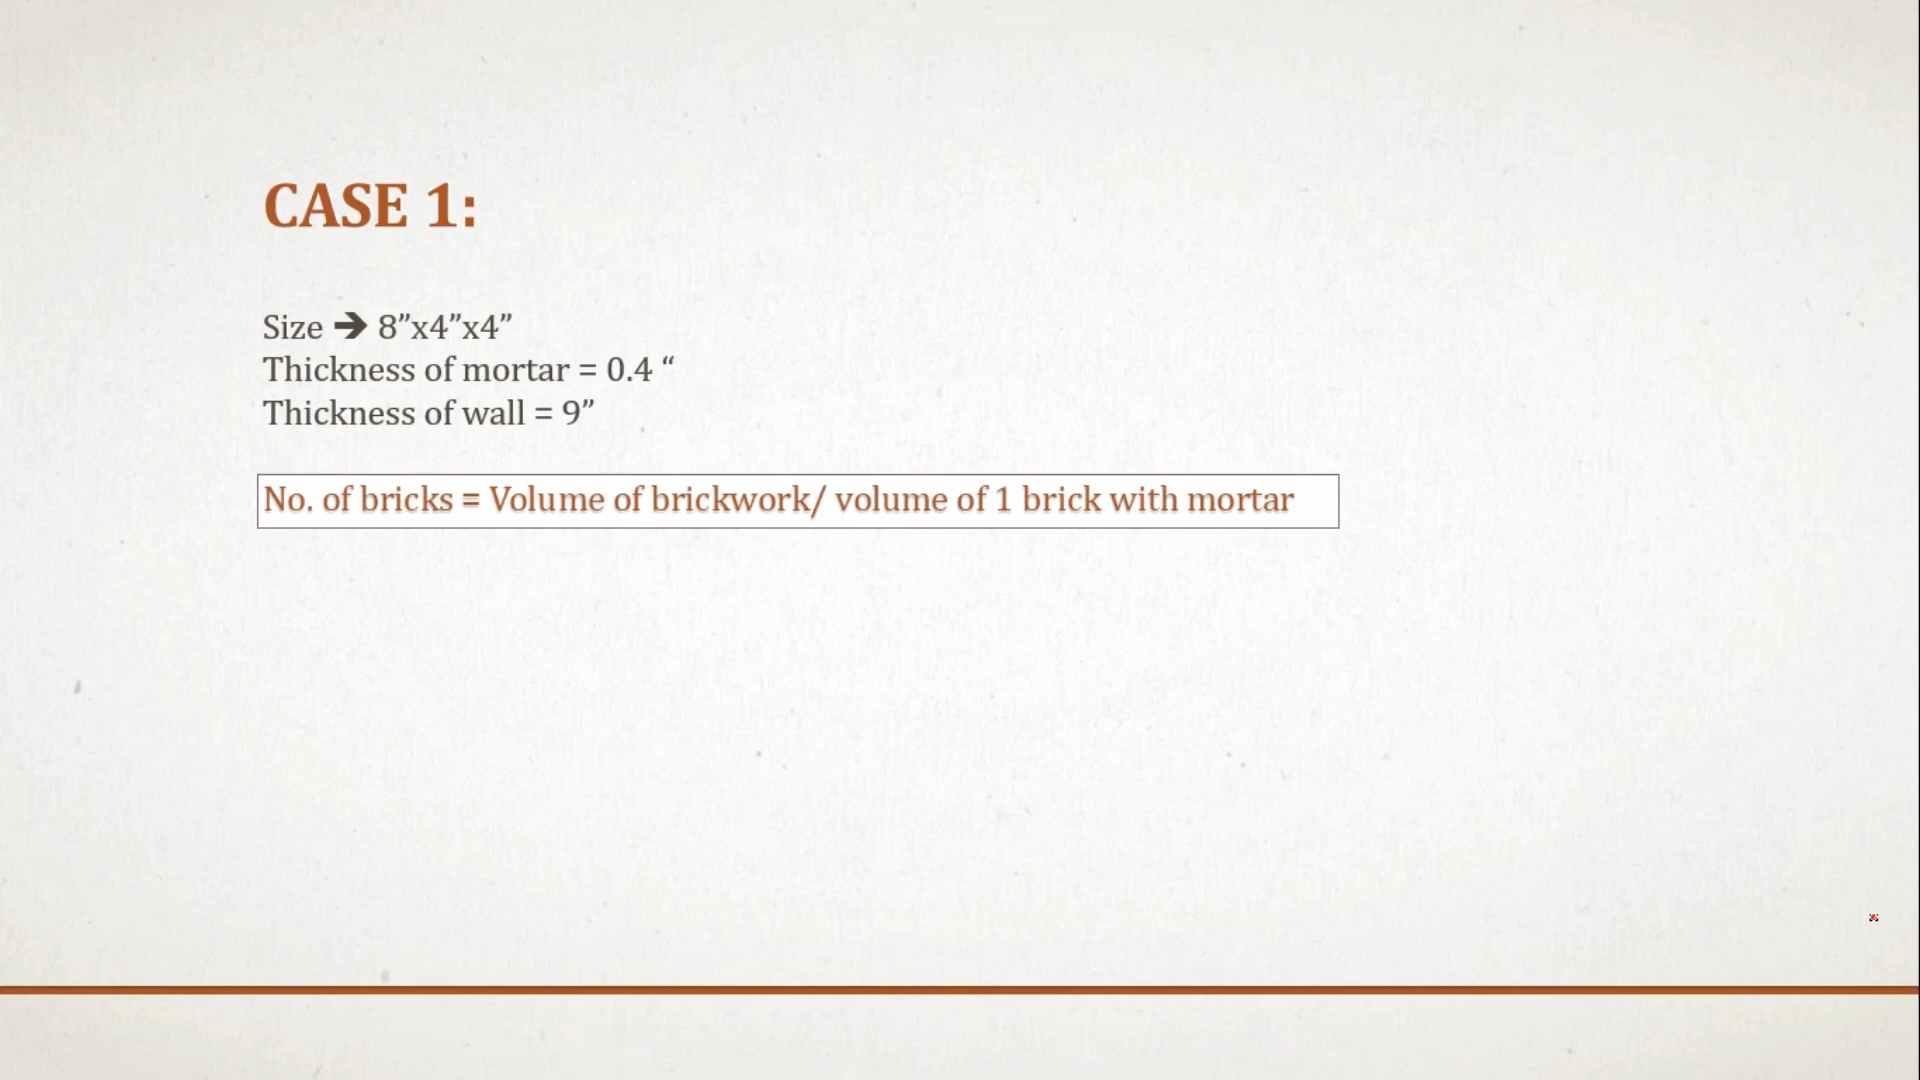 CASE 1:
Size ➔ 8”x4”x4”
Thickness of mortar = 0.4 “
Thickness of wall = 9”
No. of bricks = Volume of brickwork/ volume of 1 brick with mortar